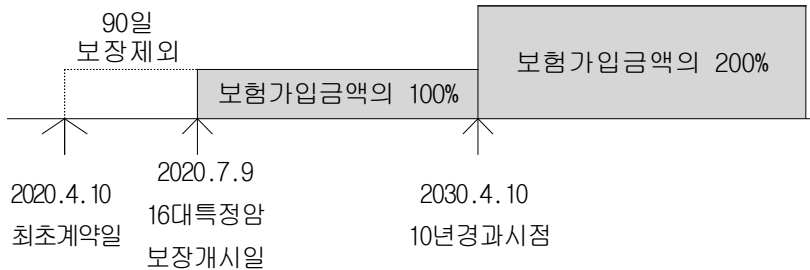 90일
보장제외
보험가입금액의 100%
보험가입금액의 200%
2020.4.10
최초계약일
2020.7.9
16대특정암
보장개시일
2030.4.10
10년경과시점